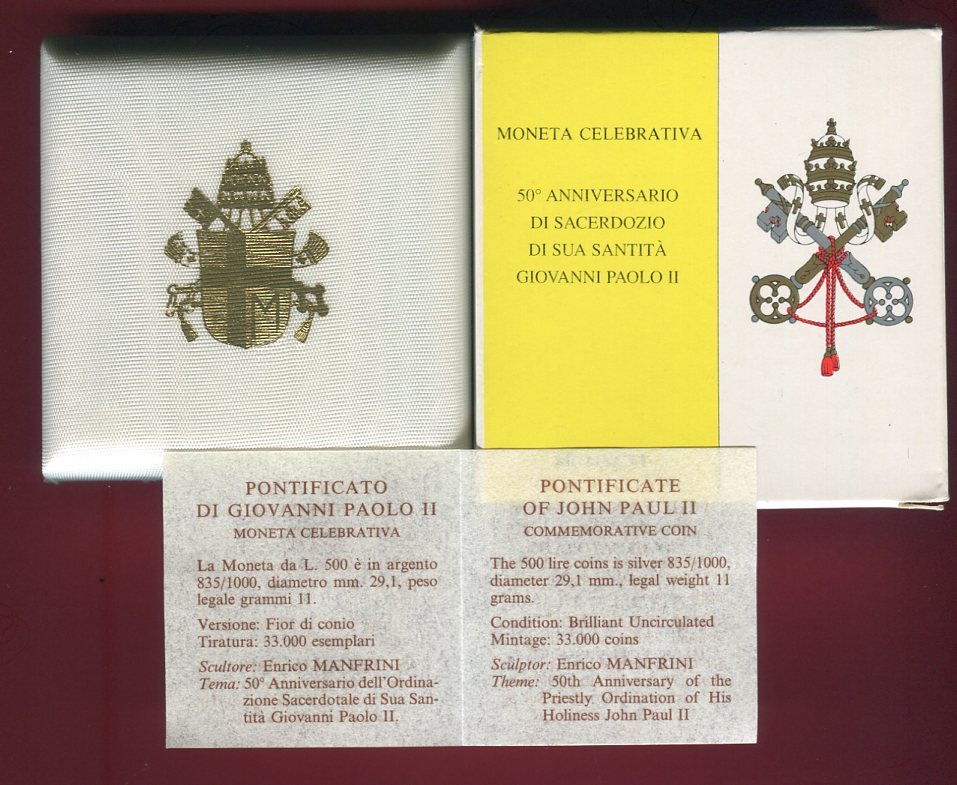 MONETA CELEBRATIVA
50° ANNIVERSARIO
DI SACERDOZIO
DI SUA SANTITÀ
GIOVANNI PAOLO II
M
PONTIFICATO
DI GIOVANNI PAOLO II
MONETA CELEBRATIVA
La Moneta da L. 500 è in argento
835/1000, diametro mm. 29,1, peso
legale grammi 11.
Versione: Fior di conio
Tiratura: 33.000 esemplari
Scultore: Enrico MANFRINI
Tema: 50° Anniversario dell'Ordina-
zione Sacerdotale di Sua San-
tità Giovanni Paolo II.
PONTIFICATE
OF JOHN PAUL II
COMMEMORATIVE COIN
The 500 lire coins is silver 835/1000,
diameter 29,1 mm., legal weight 11
grams.
Condition: Brilliant Uncirculated
Mintage: 33.000 coins
Sculptor: Enrico MANFRINI
Theme: 50th Anniversary of the
Priestly Ordination of His
Holiness John Paul II